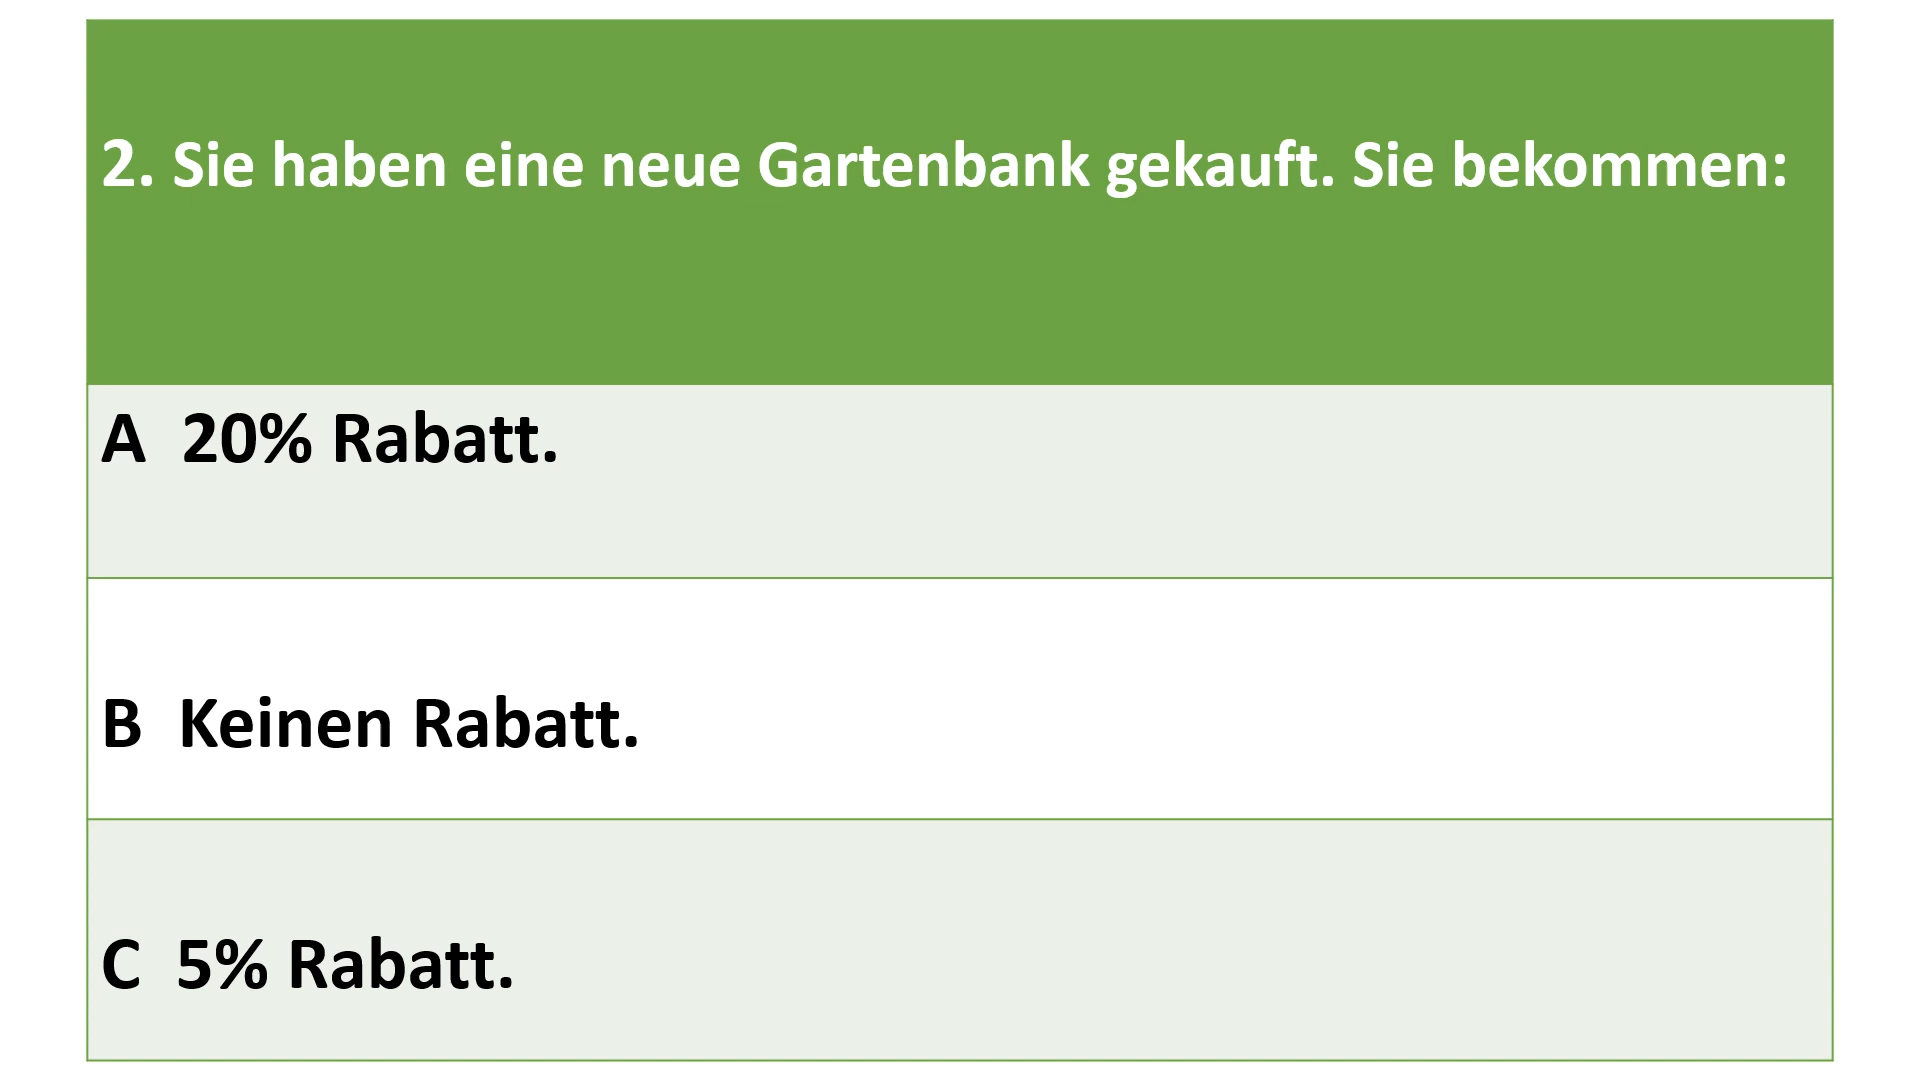 2. Sie haben eine neue Gartenbank gekauft. Sie bekommen:
A  20% Rabatt.
B  Keinen Rabatt.
C  5% Rabatt.